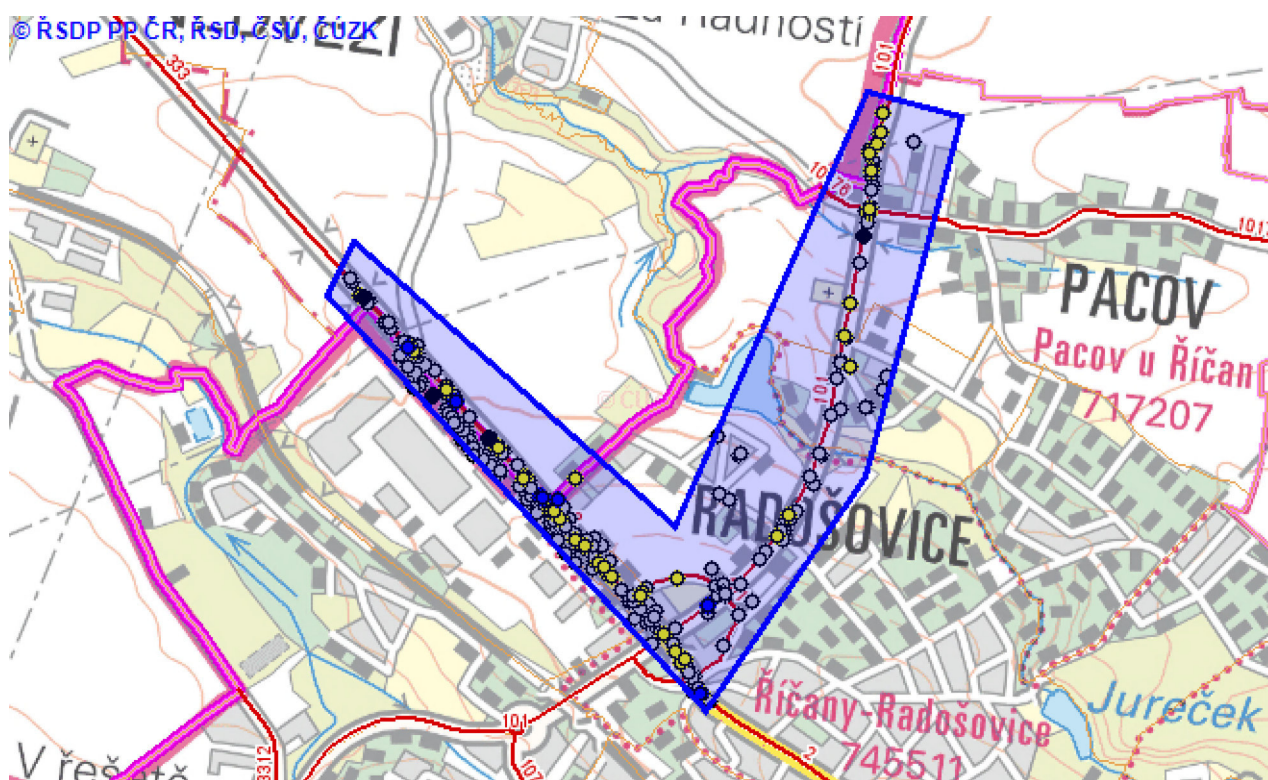 © ŘSDP PP ČR, ŘSD, ČSÚ, ČÚZK
333
101
PACOV
Pacov u Říčan
717207
101
RADOŠOVICE
Říčany-Radošovice
745511
Jureček
101
2
3312
107
V řešetě